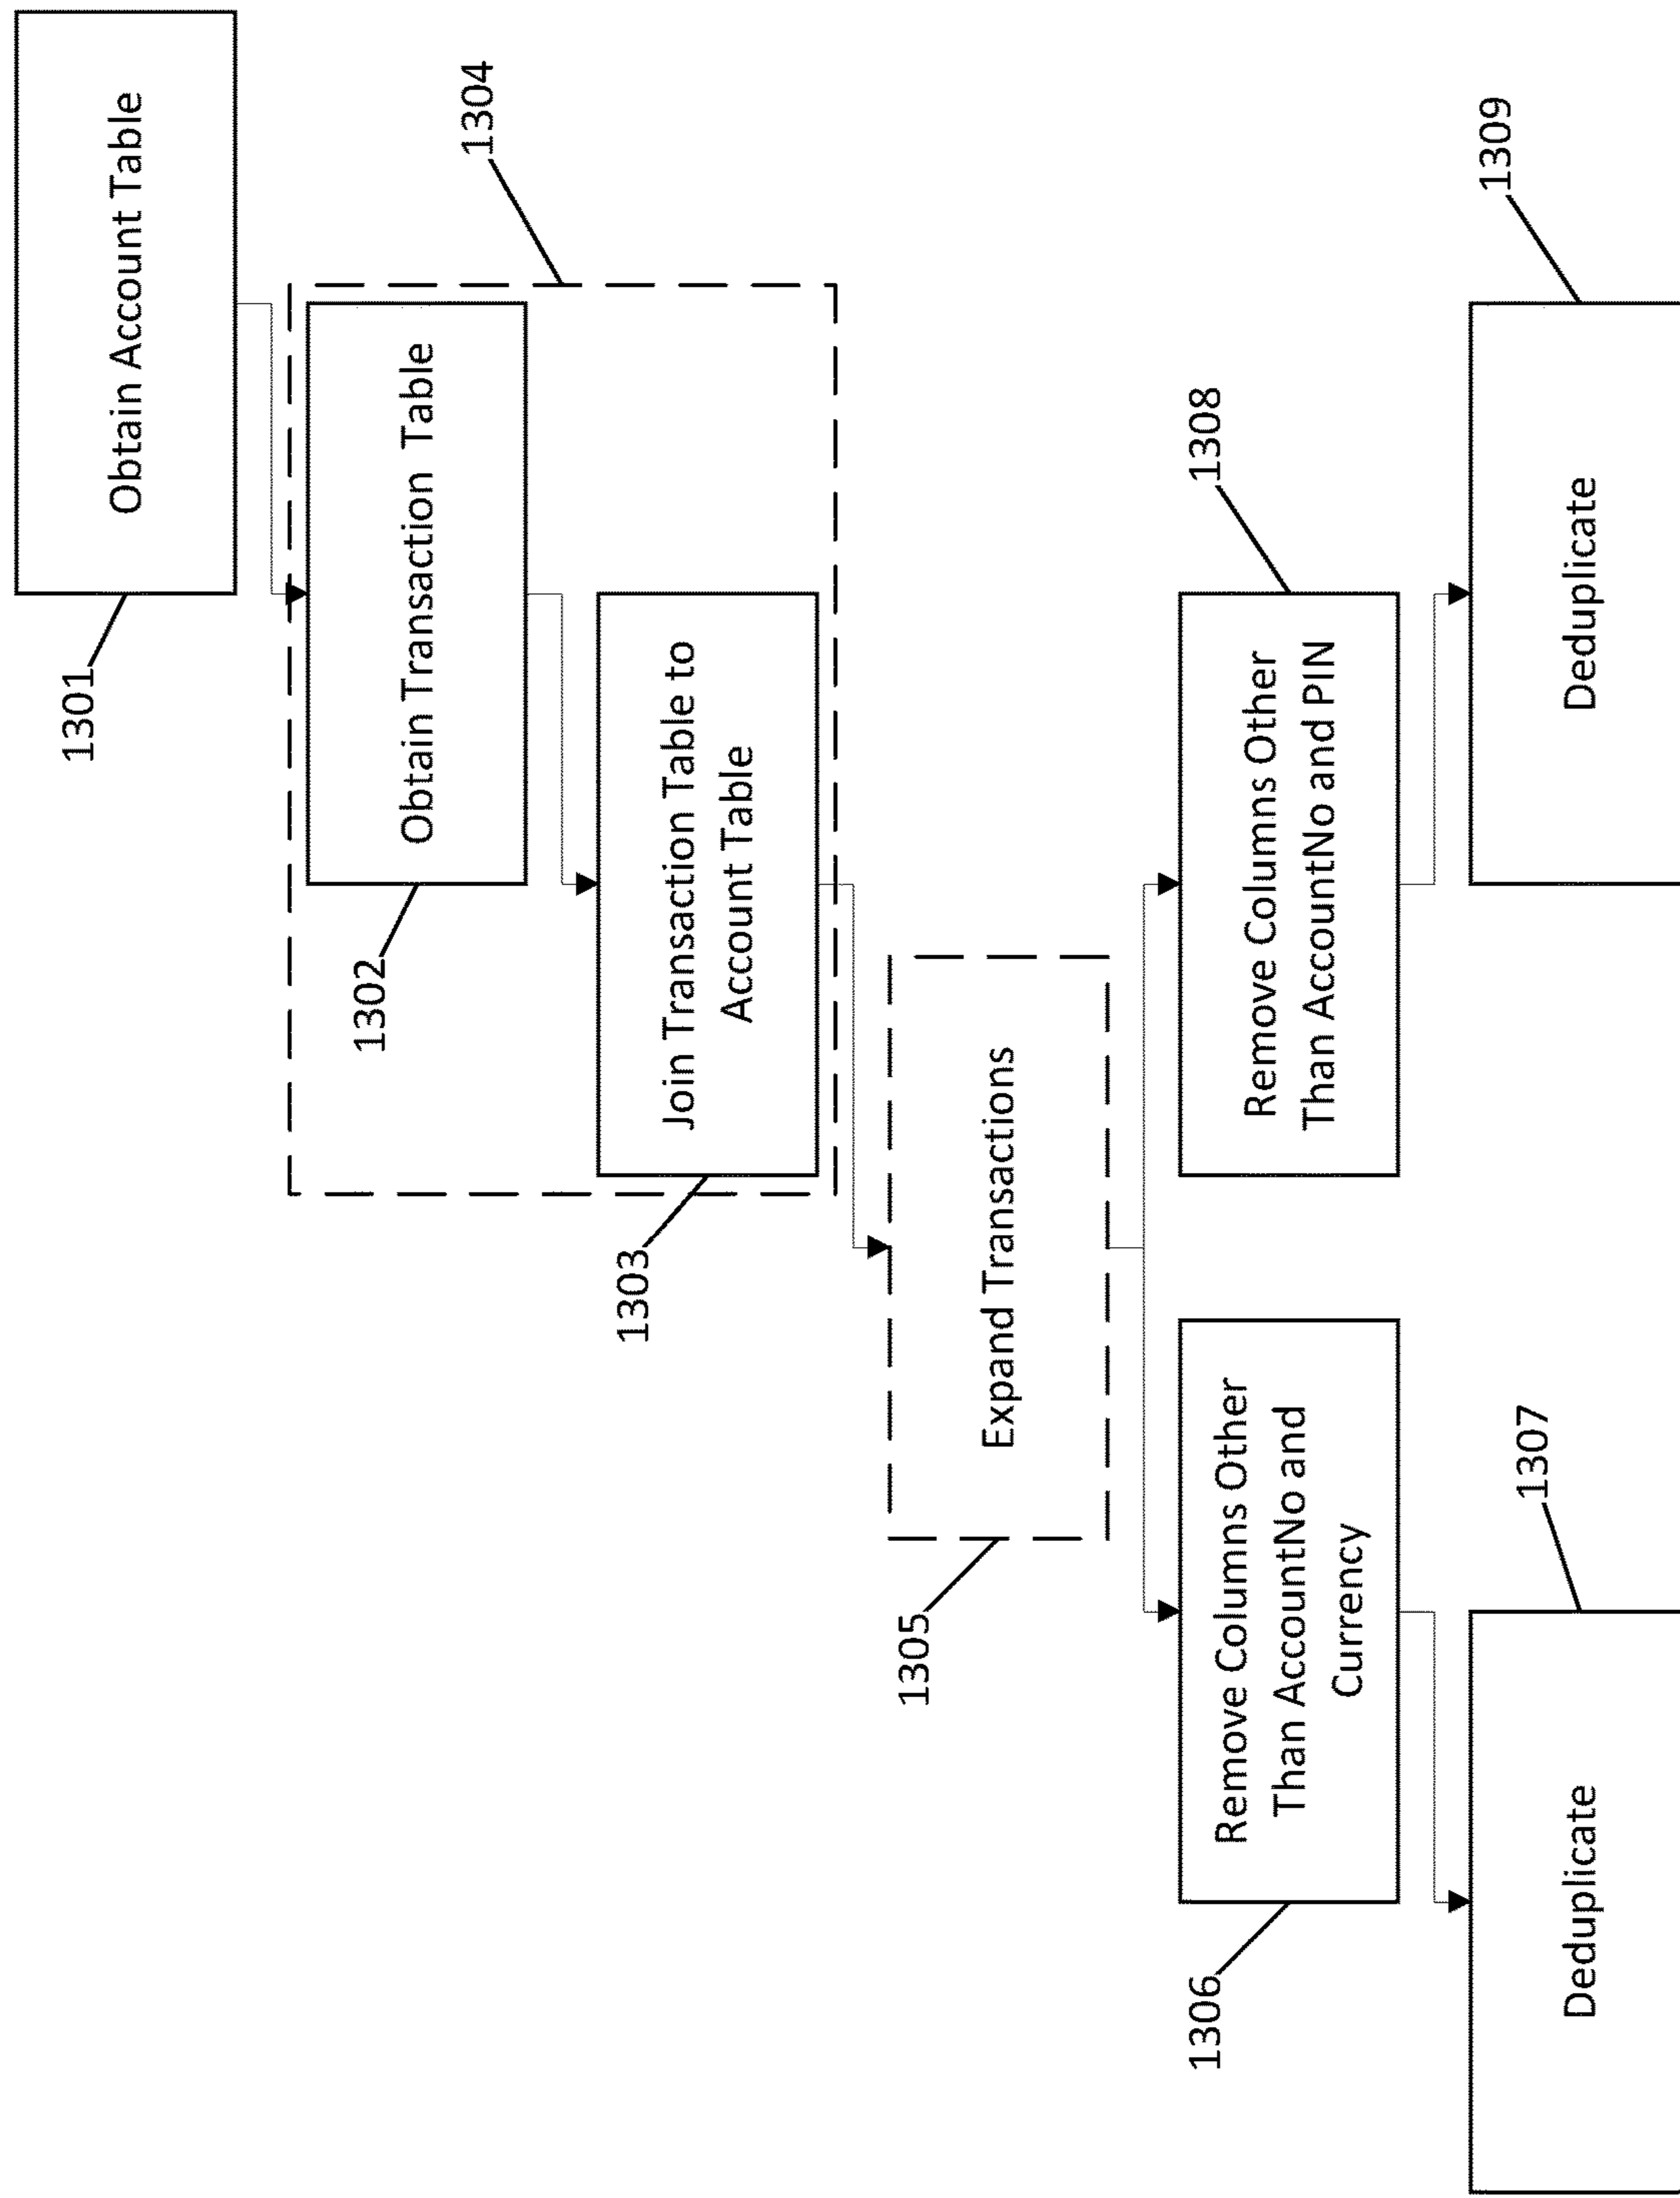 Obtain Account Table
1301
Obtain Transaction Table
1302
1304
Join Transaction Table to
Account Table
1303
Expand Transactions
1305
Remove Columns Other
Than AccountNo and
Currency
1306
Deduplicate
1307
Remove Columns Other
Than AccountNo and PIN
1308
Deduplicate
1309